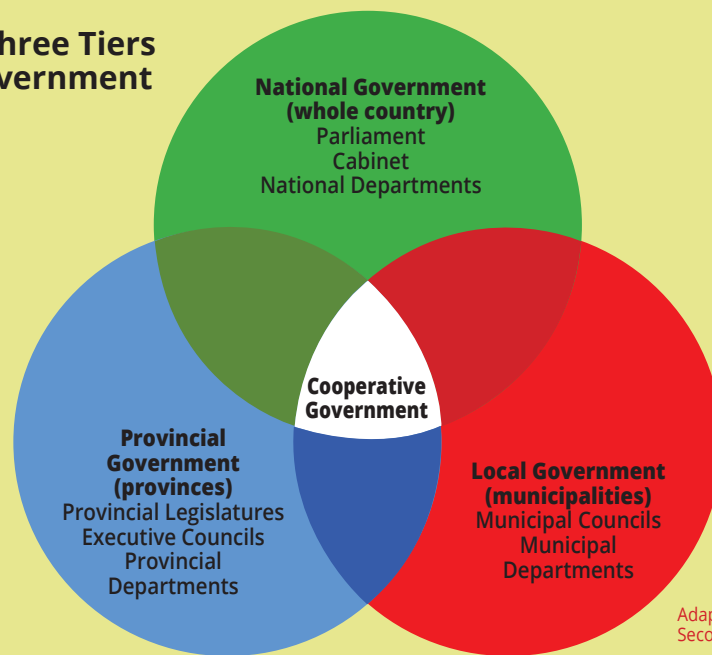 hree Tiers
vernment
National Government
(whole country)
Parliament
Cabinet
National Departments
Cooperative
Government
Provincial
Government
(provinces)
Provincial Legislatures
Executive Councils
Provincial
Departments
Local Government
(municipalities)
Municipal Councils
Municipal
Departments
Adap
Seco